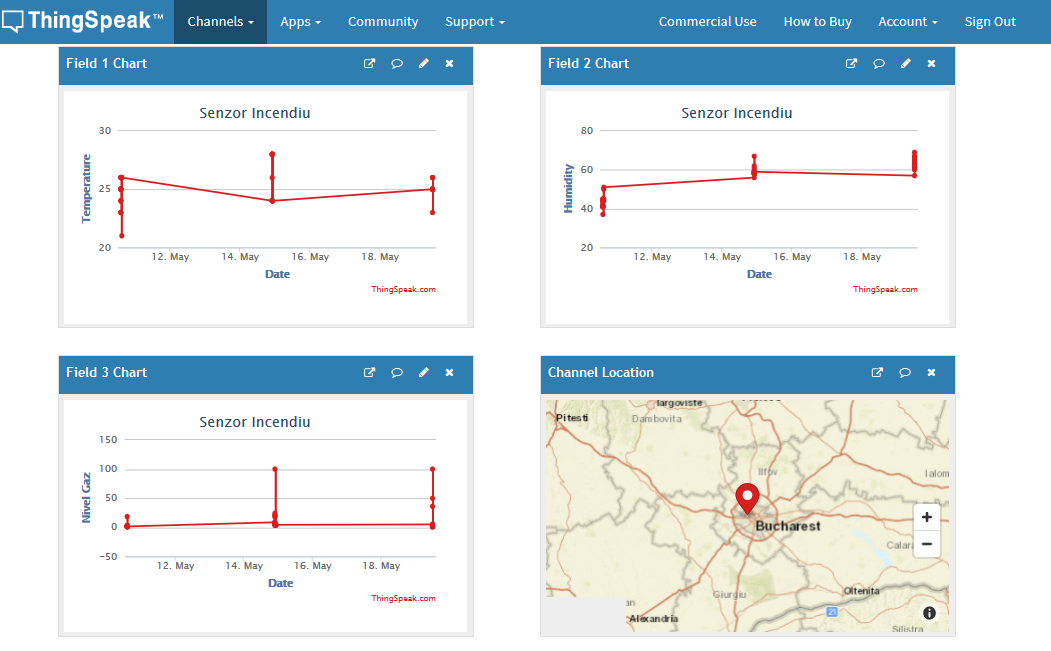 ThingSpeak™ Channels Apps Community Support Commercial Use How to Buy Account Sign Out
Field 1 Chart
Senzor Incendiu
30
25
20
Temperature
12. May 14. May 16. May 18. May
Date
ThingSpeak.com
Field 2 Chart
Senzor Incendiu
80
60
40
20
Humidity
12. May 14. May 16. May 18. May
Date
ThingSpeak.com
Field 3 Chart
Senzor Incendiu
150
100
50
0
−50
Nivel Gaz
12. May 14. May 16. May 18. May
Date
ThingSpeak.com
Channel Location
Pitesti
Dambovita
Ilfov
Bucharest
+
−
Giurgiu
Oltenita
21
Alexandria
Silistra